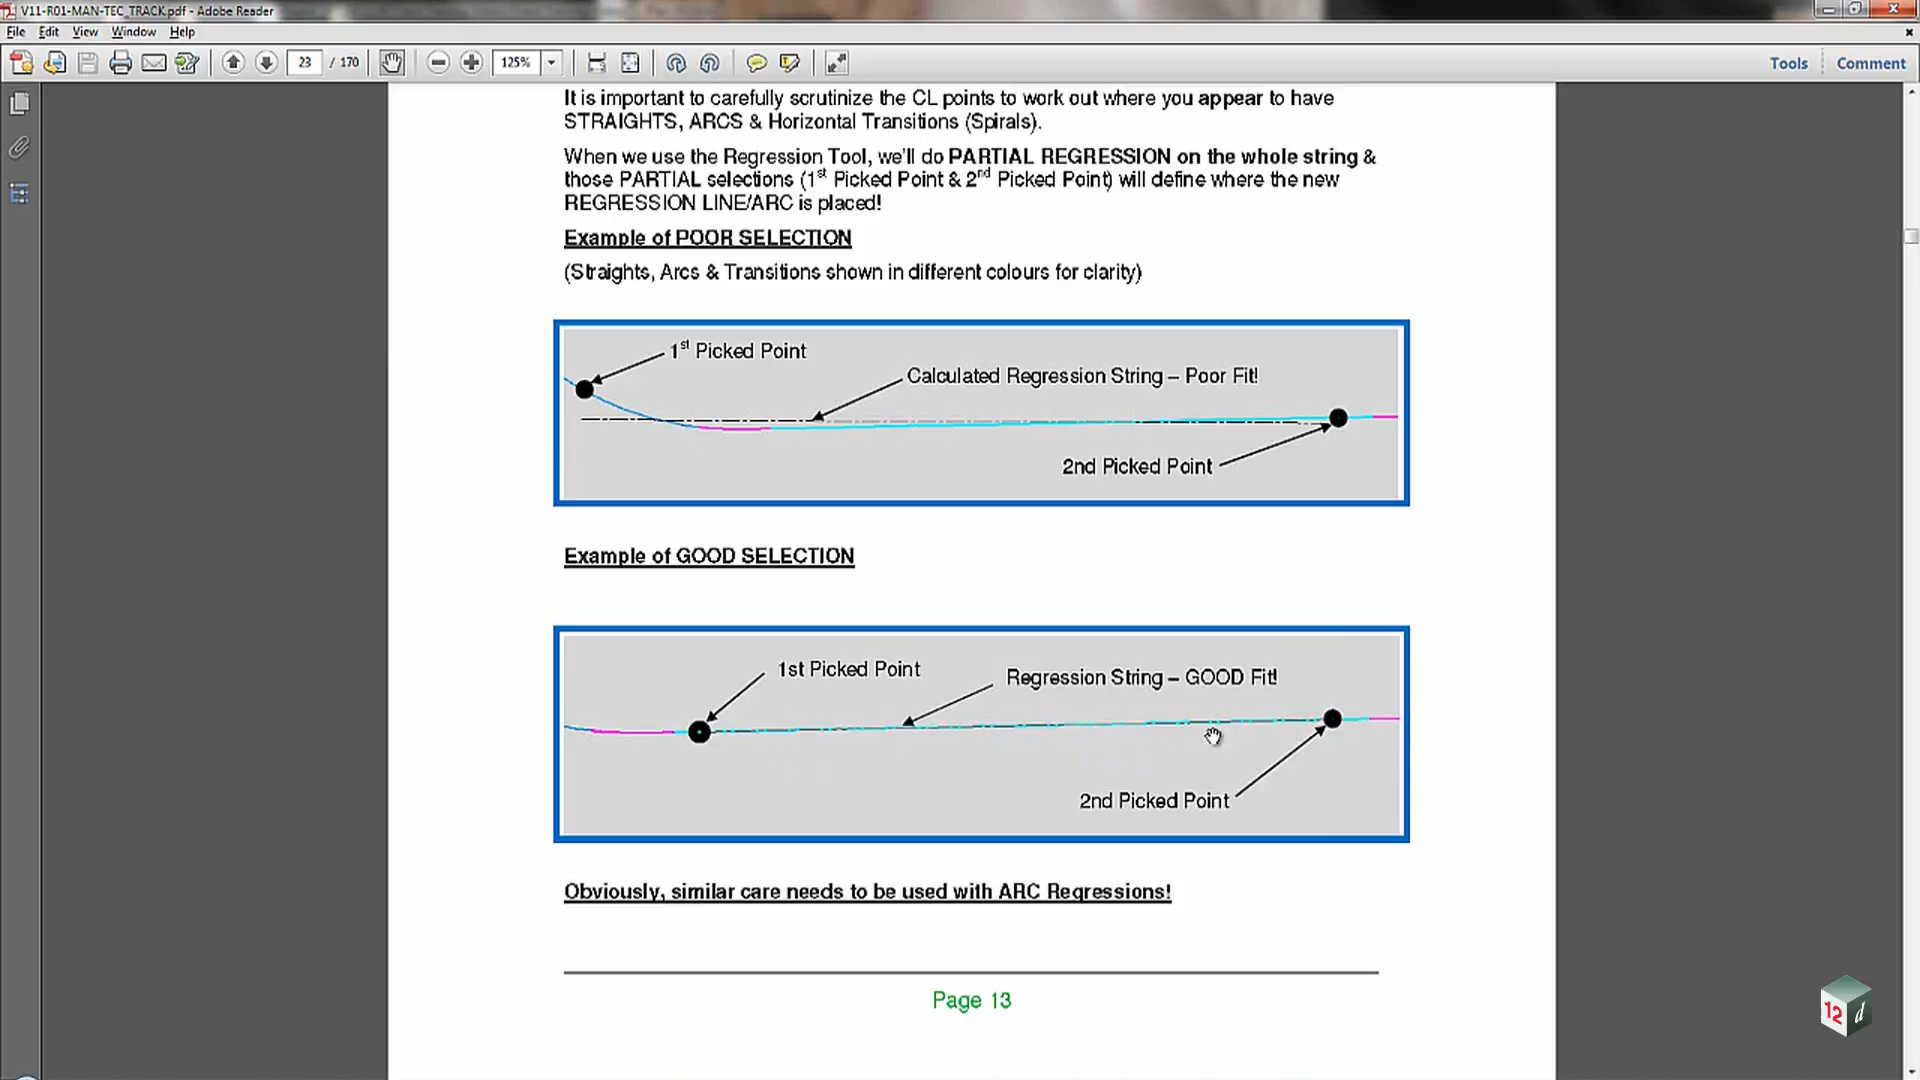 V11-R01-MAN-TEC_TRACK.pdf - Adobe Reader
File Edit View Window Help
23 / 170 125% Tools Comment
It is important to carefully scrutinize the CL points to work out where you appear to have
STRAIGHTS, ARCS & Horizontal Transitions (Spirals).
When we use the Regression Tool, we'll do PARTIAL REGRESSION on the whole string &
those PARTIAL selections (1st Picked Point & 2nd Picked Point) will define where the new
REGRESSION LINE/ARC is placed!
Example of POOR SELECTION
(Straights, Arcs & Transitions shown in different colours for clarity)
1st Picked Point
Calculated Regression String – Poor Fit!
2nd Picked Point
Example of GOOD SELECTION
1st Picked Point
Regression String – GOOD Fit!
2nd Picked Point
Obviously, similar care needs to be used with ARC Regressions!
Page 13
12 d